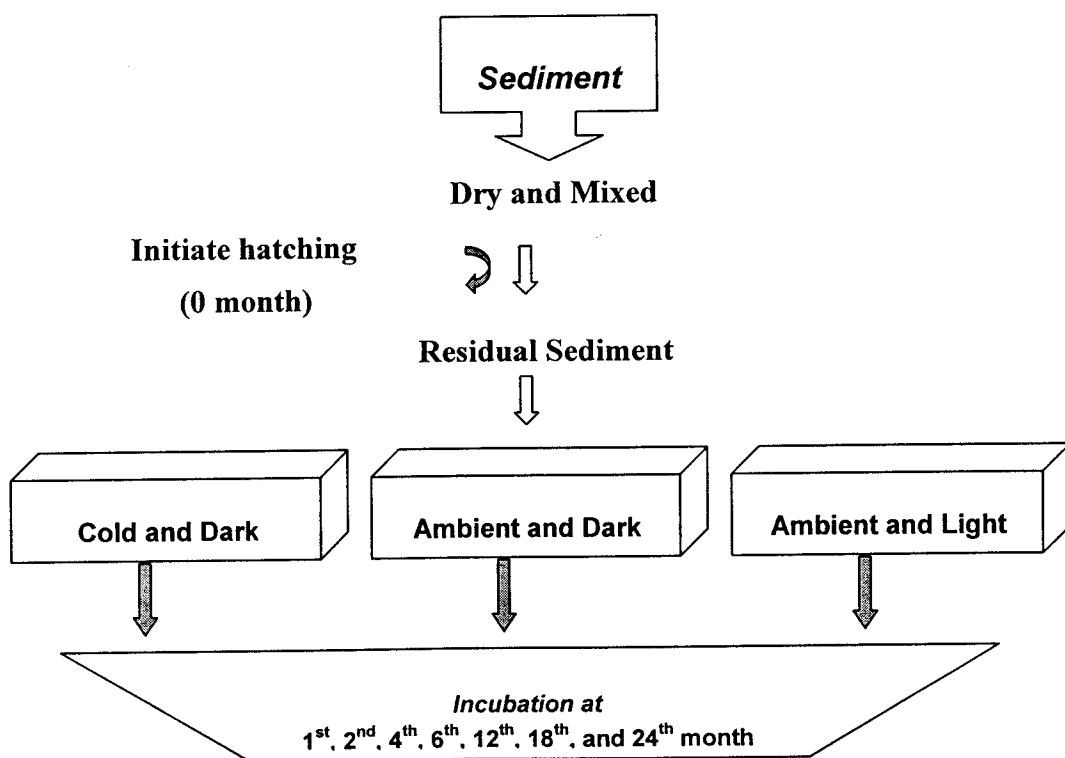 Sediment
Dry and Mixed
Initiate hatching
(0 month)
Residual Sediment
Cold and Dark
Ambient and Dark
Ambient and Light
Incubation at
1st, 2nd, 4th, 6th, 12th, 18th, and 24th month